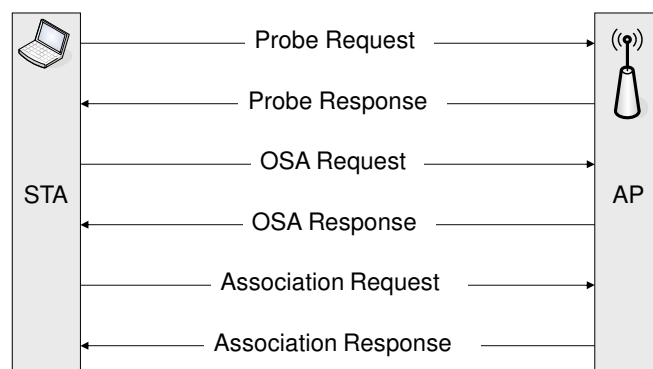 Probe Request
Probe Response
OSA Request
STA
AP
OSA Response
Association Request
Association Response